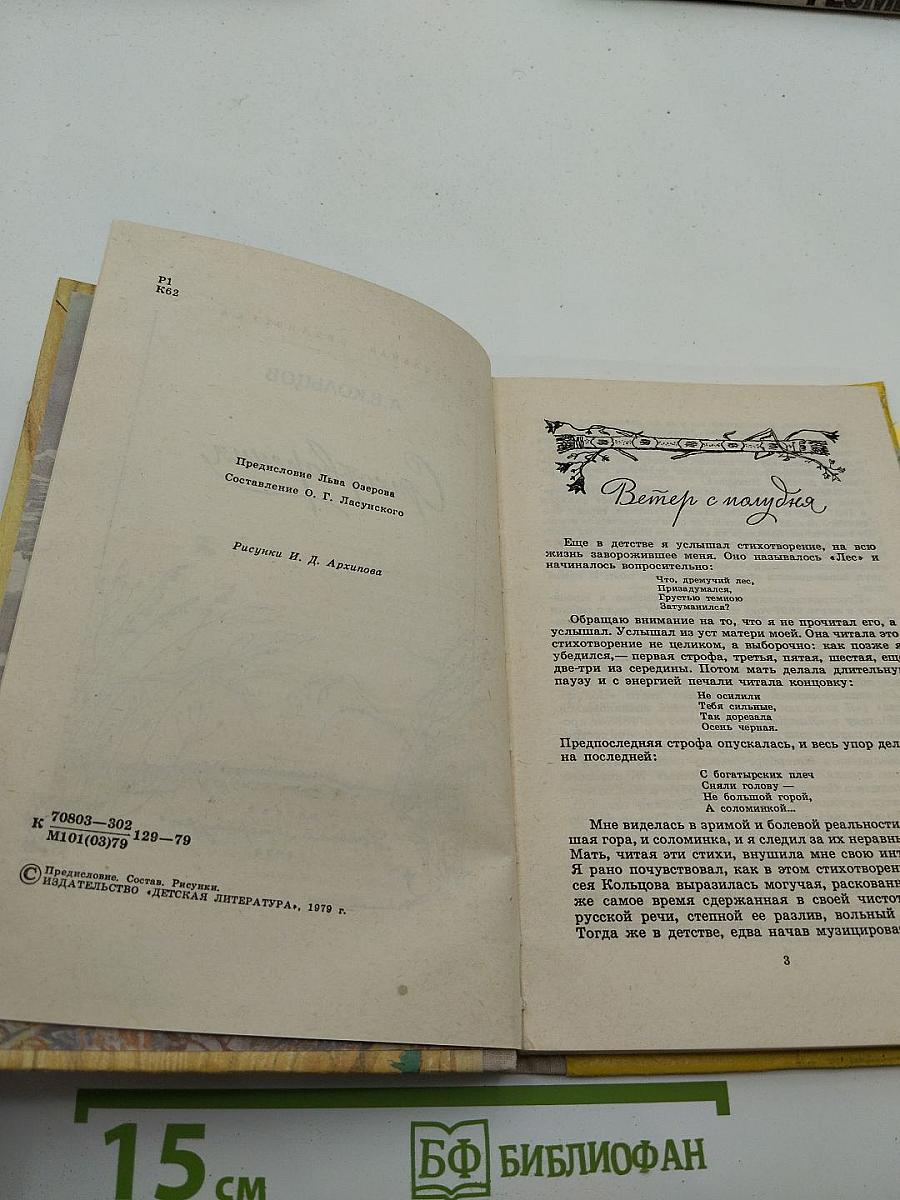 Р1
К62
Предисловие Льва Озерова
Составление О. Г. Ласунского
Рисунки И. Д. Архипова
К 70803—302
М101(03)79 129—79
© Предисловие. Состав. Рисунки.
ИЗДАТЕЛЬСТВО «ДЕТСКАЯ ЛИТЕРАТУРА», 1979 г.
Ветер с полудня
Еще в детстве я услышал стихотворение, на всю
жизнь заворожившее меня. Оно называлось «Лес» и
начиналось вопросительно:
Что, дремучий лес,
Призадумался,
Грустью темною
Затуманился?
Обращаю внимание на то, что я не прочитал его, а
услышал. Услышал из уст матери моей. Она читала это
стихотворение не целиком, а выборочно: как позже я
убедился,— первая строфа, третья, пятая, шестая, еще
две-три из середины. Потом мать делала длительную
паузу и с энергией печали читала концовку:
Не осилили
Тебя сильные,
Так дорезала
Осень черная.
Предпоследняя строфа опускалась, и весь упор дел
на последней:
С богатырских плеч
Сняли голову —
Не большой горой,
А соломинкой...
Мне виделась в зримой и болевой реальности
шая гора, и соломинка, и я следил за их неравны
Мать, читая эти стихи, внушила мне свою инт
Я рано почувствовал, как в этом стихотворен
сея Кольцова выразилась могучая, раскованн
же самое время сдержанная в своей чистот
русской речи, степной ее разлив, вольный
Тогда же в детстве, едва начав музицирова
3
15 см
БФ БИБЛИОФАН